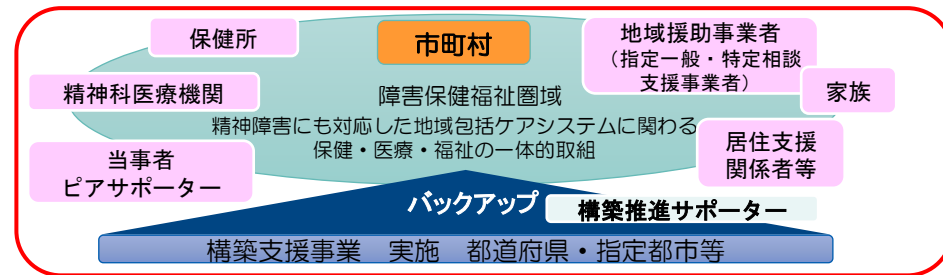 保健所
市町村
地域援助事業者
（指定一般・特定相談
支援事業者）
精神科医療機関
障害保健福祉圏域
家族
精神障害にも対応した地域包括ケアシステムに関わる
保健・医療・福祉の一体的取組
当事者
ピアサポーター
居住支援
関係者等
バックアップ
構築推進サポーター
構築支援事業　実施　都道府県・指定都市等